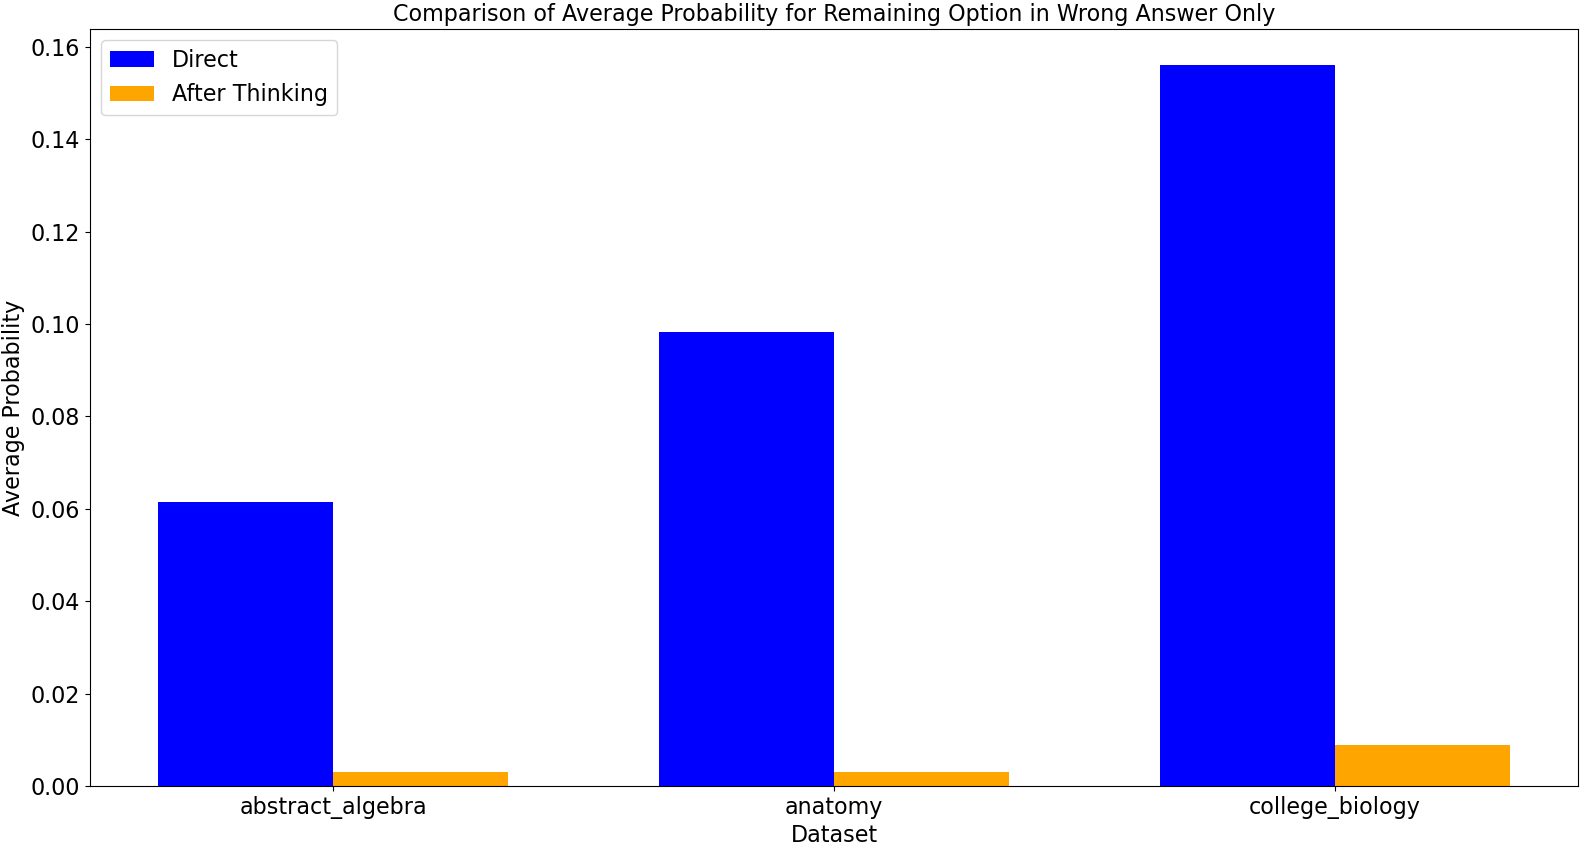 Comparison of Average Probability for Remaining Option in Wrong Answer Only
Direct
After Thinking
0.16
0.14
0.12
0.10
0.08
0.06
0.04
0.02
0.00
Average Probability
abstract_algebra
anatomy
college_biology
Dataset